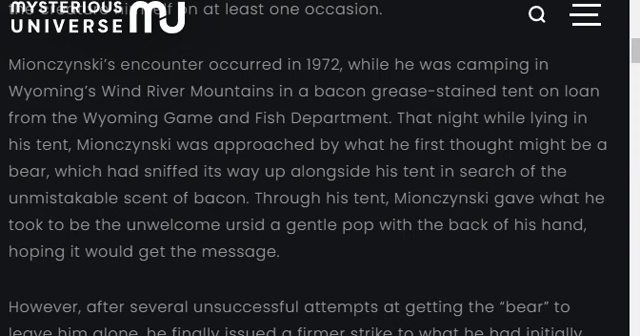 MYSTERIOUS
UNIVERSE MU
on at least one occasion.
Mionczynski’s encounter occurred in 1972, while he was camping in
Wyoming’s Wind River Mountains in a bacon grease-stained tent on loan
from the Wyoming Game and Fish Department. That night while lying in
his tent, Mionczynski was approached by what he first thought might be a
bear, which had sniffed its way up alongside his tent in search of the
unmistakable scent of bacon. Through his tent, Mionczynski gave what he
took to be the unwelcome ursid a gentle pop with the back of his hand,
hoping it would get the message.
However, after several unsuccessful attempts at getting the “bear” to
leave him alone, he finally issued a firmer strike to what he had initially